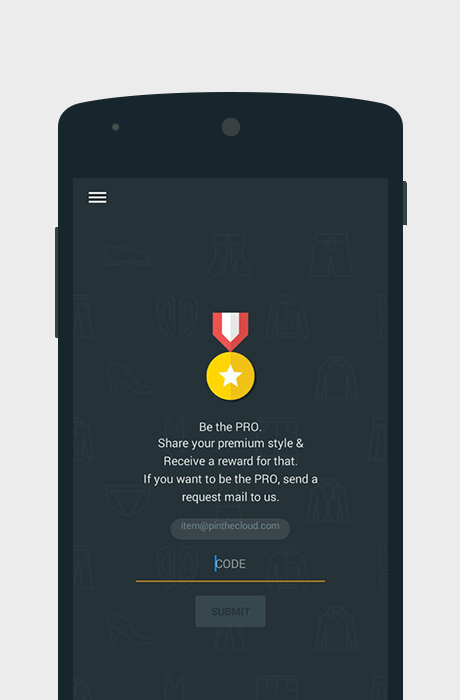 Be the PRO.
Share your premium style &
Receive a reward for that.
If you want to be the PRO, send a
request mail to us.
item@pinthecloud.com
CODE
SUBMIT